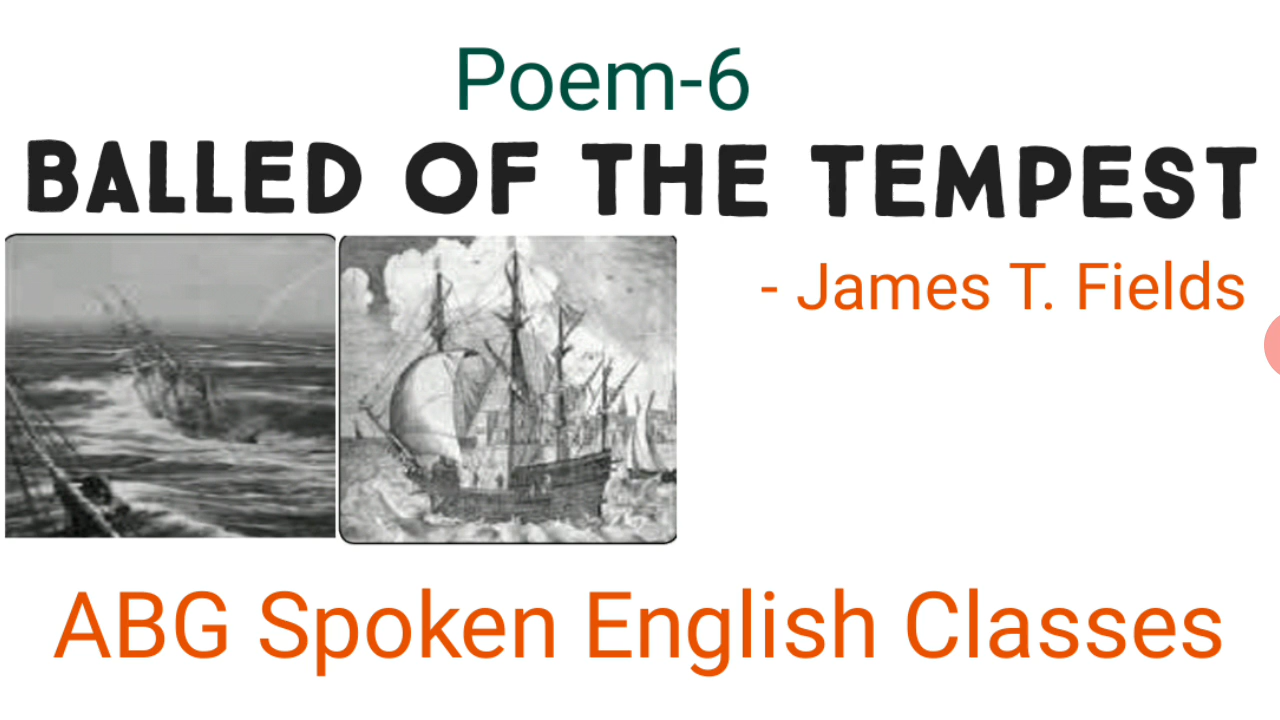 Poem-6
BALLED OF THE TEMPEST
- James T. Fields
ABG Spoken English Classes